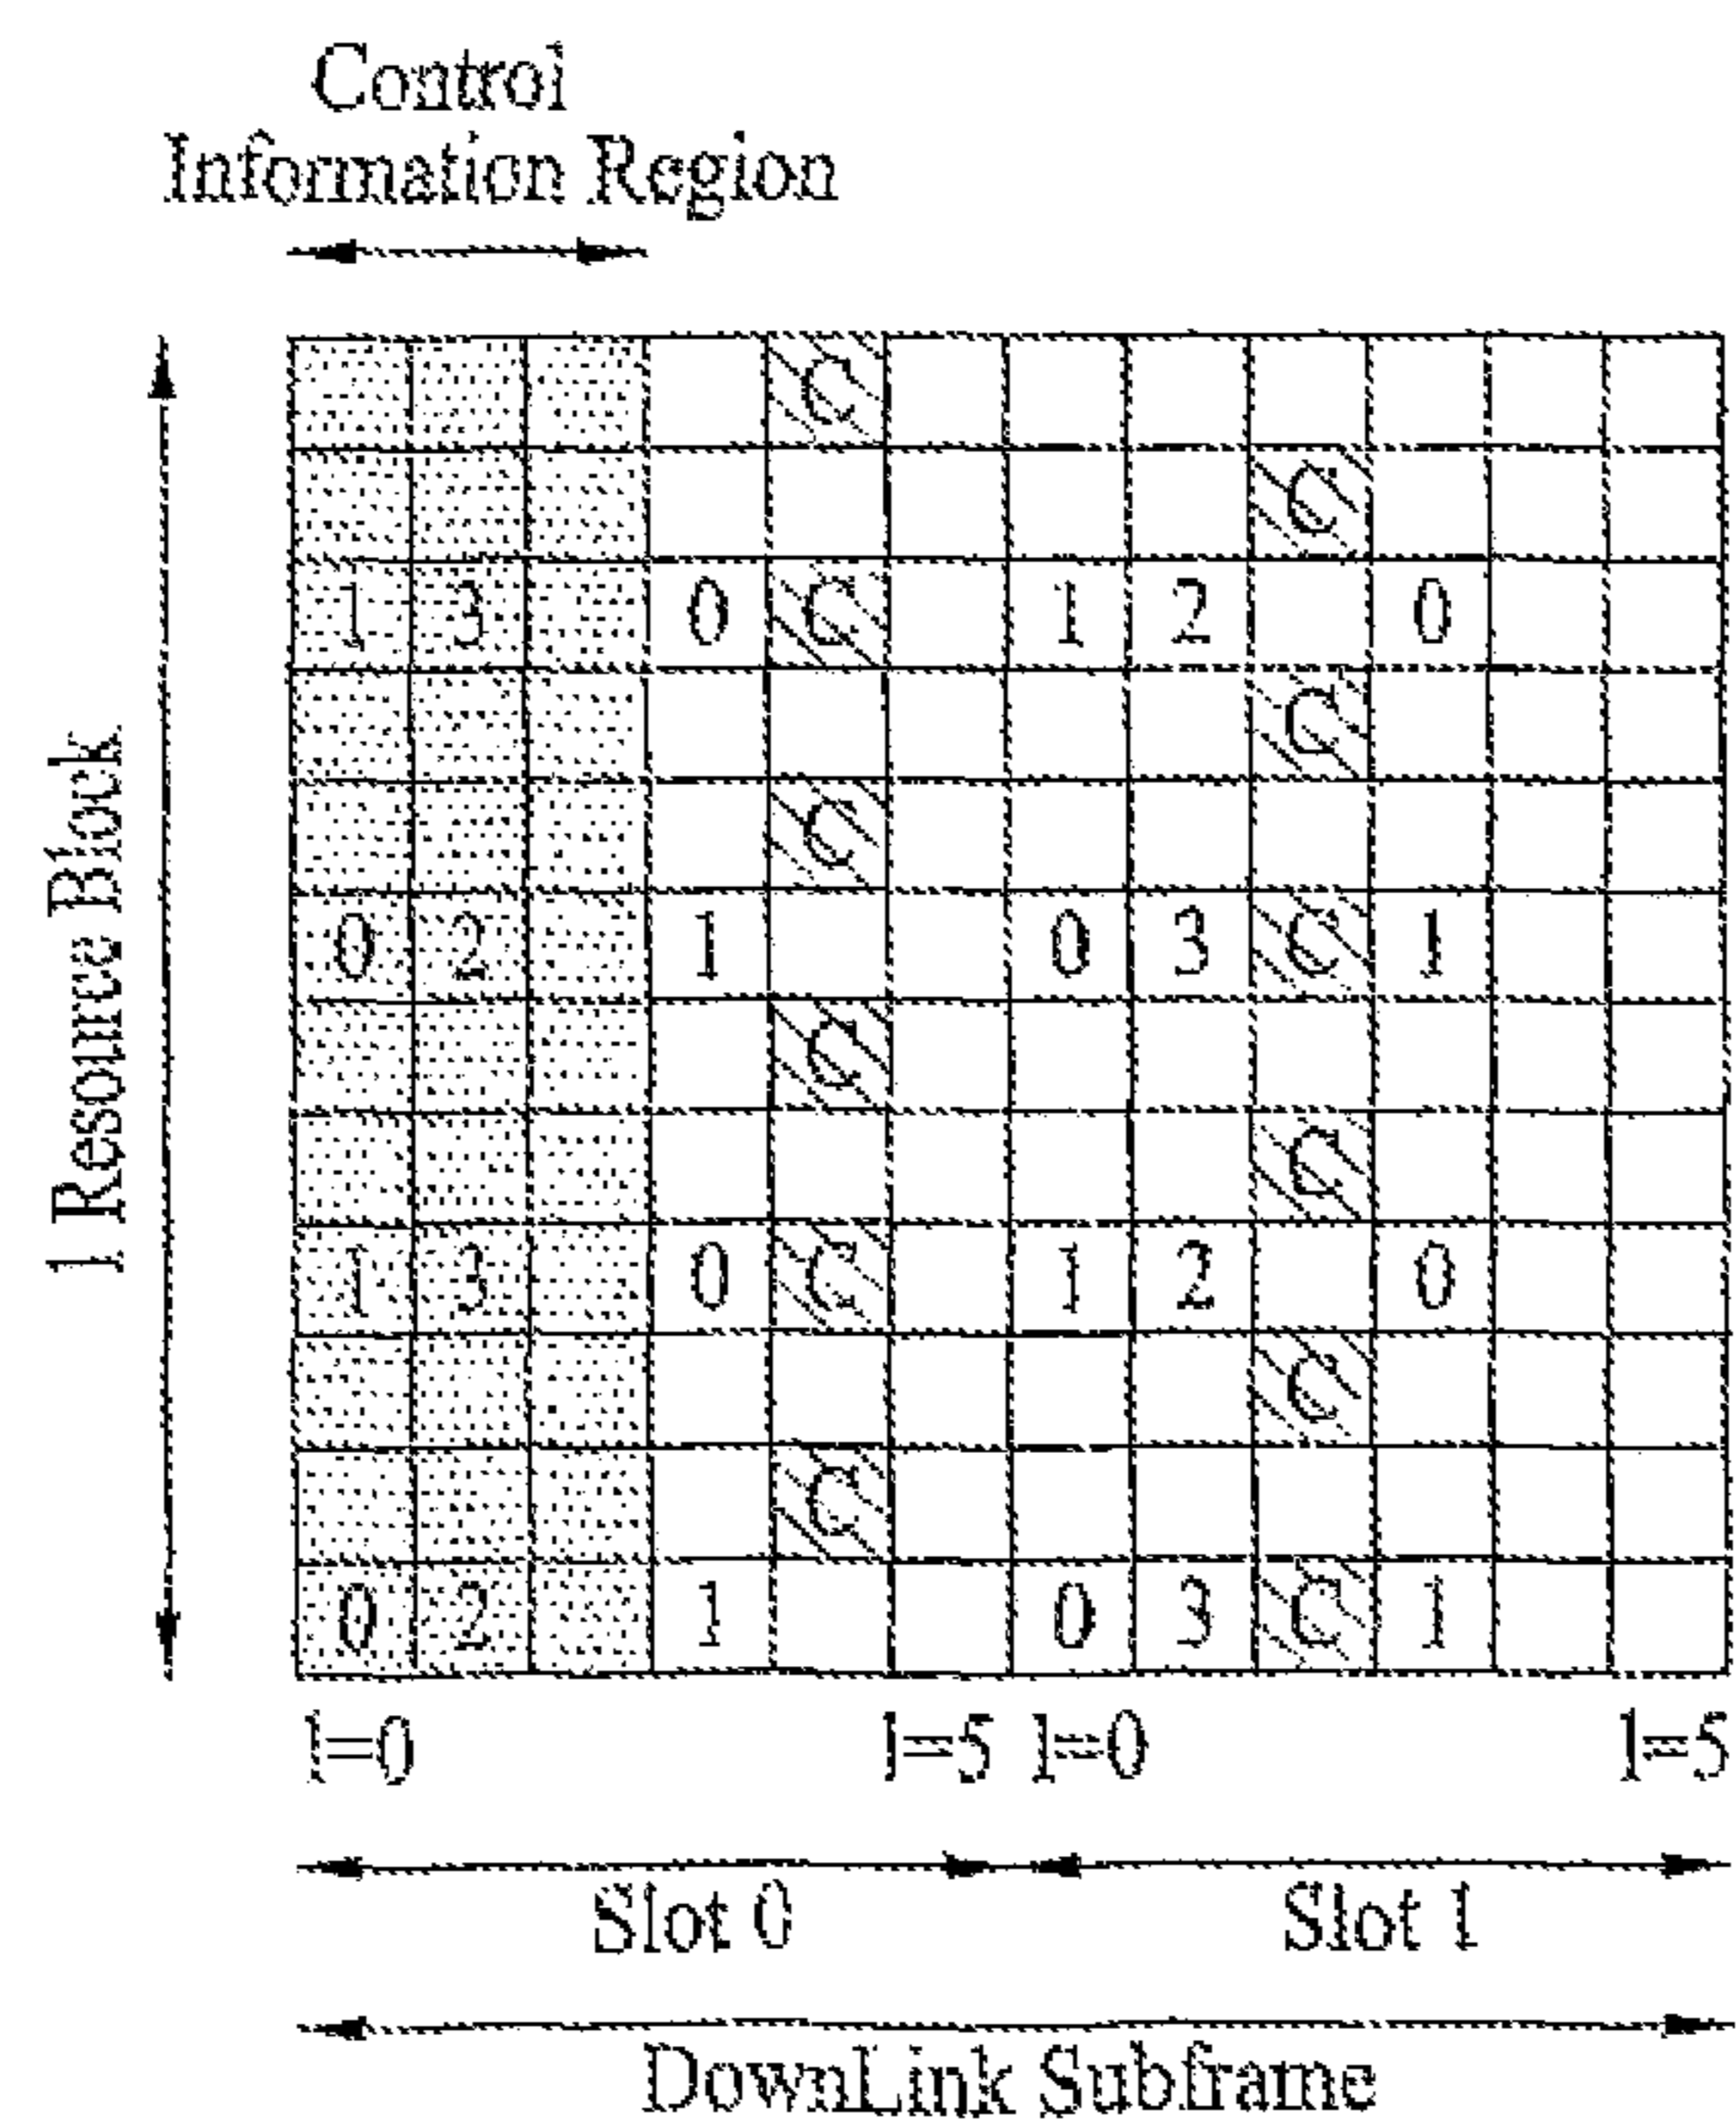 Control
Information Region
1 Resource Block
C
C
1 3 0 C 1 2 0
C
C
0 2 1 0 3 C 1
C
C
1 3 0 C 1 2 0
C
C
0 2 1 0 3 C 1
l=0 l=5 l=0 l=5
Slot 0 Slot 1
DownLink Subframe